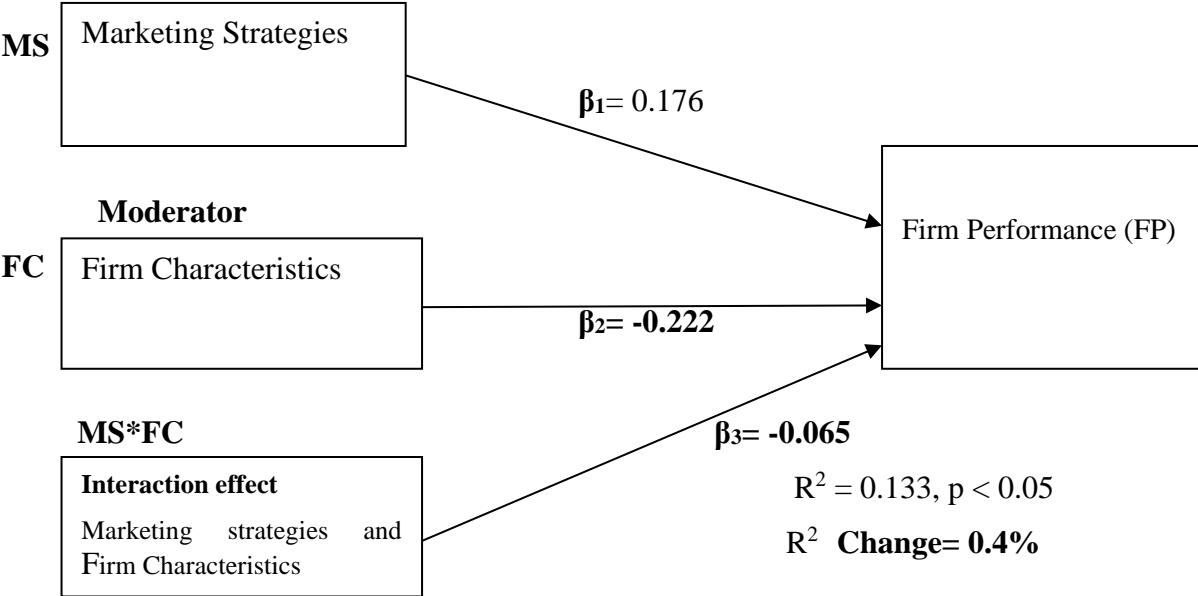 MS
Marketing Strategies
β1= 0.176
Moderator
FC
Firm Characteristics
β2= -0.222
Firm Performance (FP)
MS*FC
β3= -0.065
Interaction effect
Marketing strategies and
Firm Characteristics
R² = 0.133, p < 0.05
R² Change= 0.4%